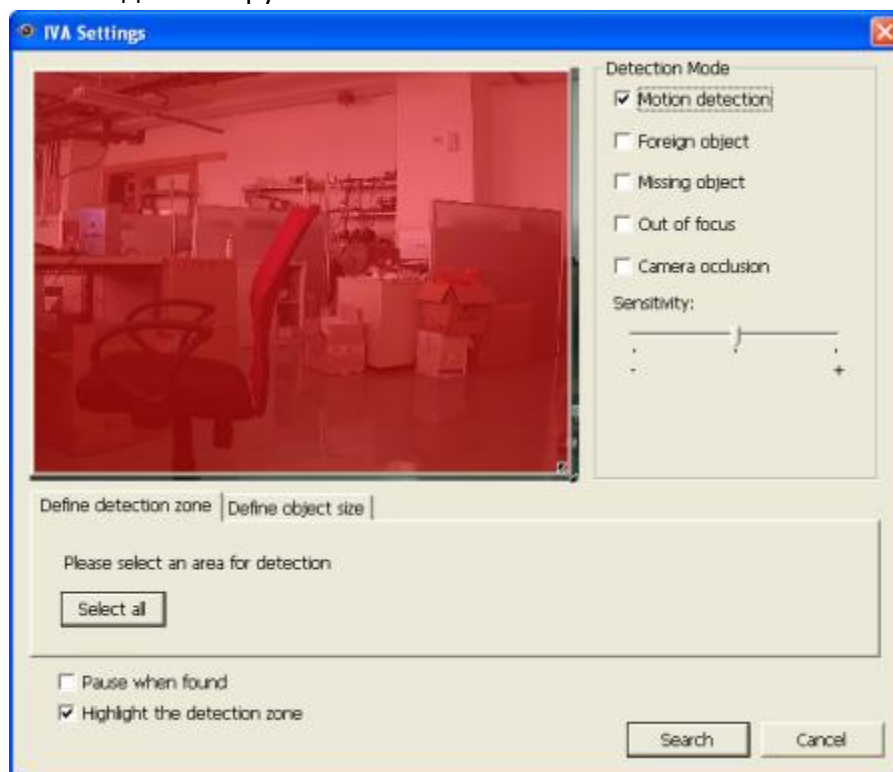 IVA Settings
Detection Mode
Motion detection
Foreign object
Missing object
Out of focus
Camera occlusion
Sensitivity:
- +
Define detection zone Define object size
Please select an area for detection
Select all
Pause when found
Highlight the detection zone
Search Cancel